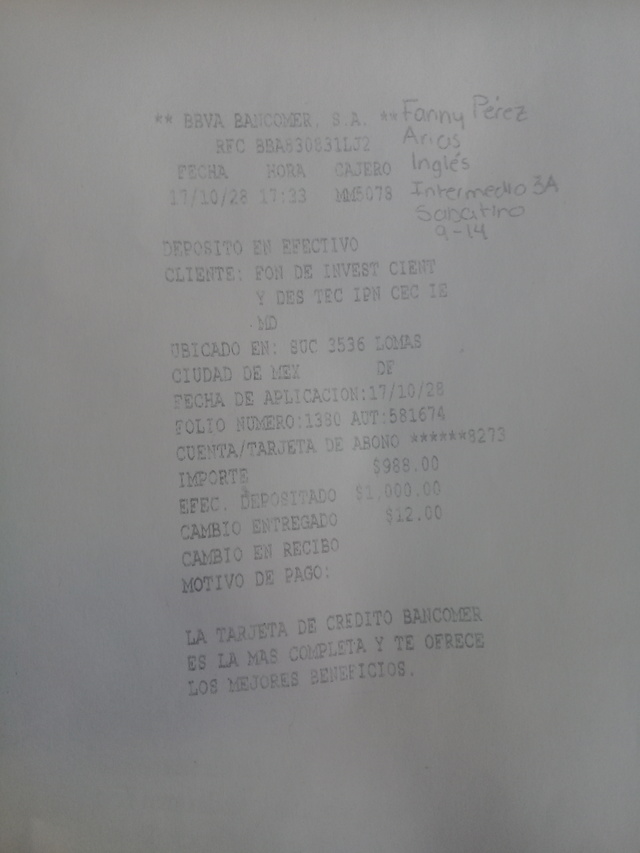 ** BBVA BANCOMER, S.A. **
RFC BBA830831LJ2
FECHA HORA CAJERO
17/10/28 17:33 MM5078
Fanny Pérez
Arios
Inglés
Intermedio 3A
Sabatino
9-14
DEPOSITO EN EFECTIVO
CLIENTE: FON DE INVEST CIENT
Y DES TEC IPN CEC IE
MD
UBICADO EN: SUC 3536 LOMAS
CIUDAD DE MEX DF
FECHA DE APLICACION:17/10/28
FOLIO NUMERO:1380 AUT:581674
CUENTA/TARJETA DE ABONO ******8273
IMPORTE $988.00
EFEC. DEPOSITADO $1,000.00
CAMBIO ENTREGADO $12.00
CAMBIO EN RECIBO
MOTIVO DE PAGO:
LA TARJETA DE CREDITO BANCOMER
ES LA MAS COMPLETA Y TE OFRECE
LOS MEJORES BENEFICIOS.